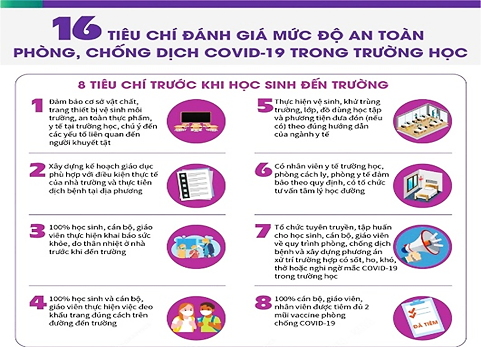 16 TIÊU CHÍ ĐÁNH GIÁ MỨC ĐỘ AN TOÀN
PHÒNG, CHỐNG DỊCH COVID-19 TRONG TRƯỜNG HỌC
8 TIÊU CHÍ TRƯỚC KHI HỌC SINH ĐẾN TRƯỜNG
1 Đảm bảo cơ sở vật chất,
trang thiết bị vệ sinh môi
trường, an toàn thực phẩm,
y tế tại trường học, chú ý đến
các yếu tố liên quan đến
người khuyết tật
2 Xây dựng kế hoạch giáo dục
phù hợp với điều kiện thực tế
của nhà trường và thực tiễn
dịch bệnh tại địa phương
3 100% học sinh, cán bộ, giáo
viên thực hiện khai báo sức
khỏe, đo thân nhiệt ở nhà
trước khi đến trường
4 100% học sinh và cán bộ,
giáo viên thực hiện việc đeo
khẩu trang đúng cách trên
đường đến trường
5 Thực hiện vệ sinh, khử trùng
trường, lớp, đồ dùng học tập
và phương tiện đưa đón (nếu
có) theo đúng hướng dẫn
của ngành y tế
6 Có nhân viên y tế trường học,
phòng cách ly, phòng y tế đảm
bảo theo quy định, có tổ chức
tư vấn tâm lý học đường
7 Tổ chức tuyên truyền, tập huấn
cho học sinh, cán bộ, giáo viên
về quy trình phòng, chống dịch
bệnh và xây dựng phương án
xử trí trường hợp có sốt, ho, khó
thở hoặc nghi ngờ mắc COVID-19
trong trường học
8 100% cán bộ, giáo viên,
nhân viên được tiêm đủ 2
mũi vaccine phòng
chống COVID-19
ĐÃ TIÊM